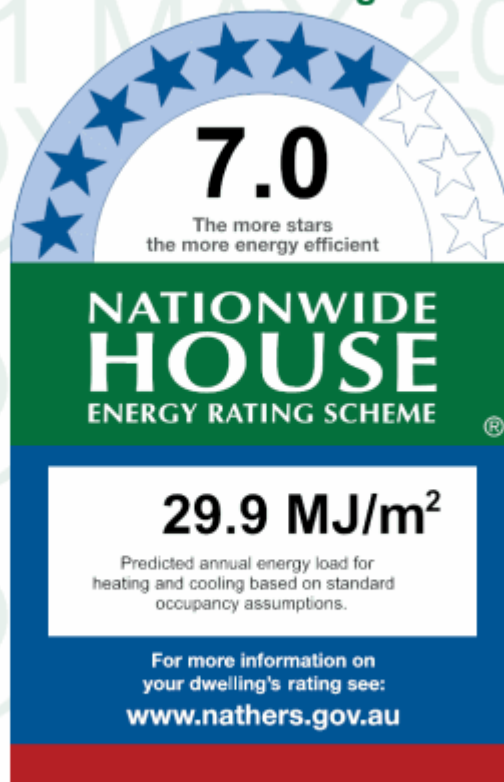 7.0
The more stars
the more energy efficient
NATIONWIDE
HOUSE
ENERGY RATING SCHEME
®
29.9 MJ/m²
Predicted annual energy load for
heating and cooling based on standard
occupancy assumptions.
For more information on
your dwelling's rating see:
www.nathers.gov.au